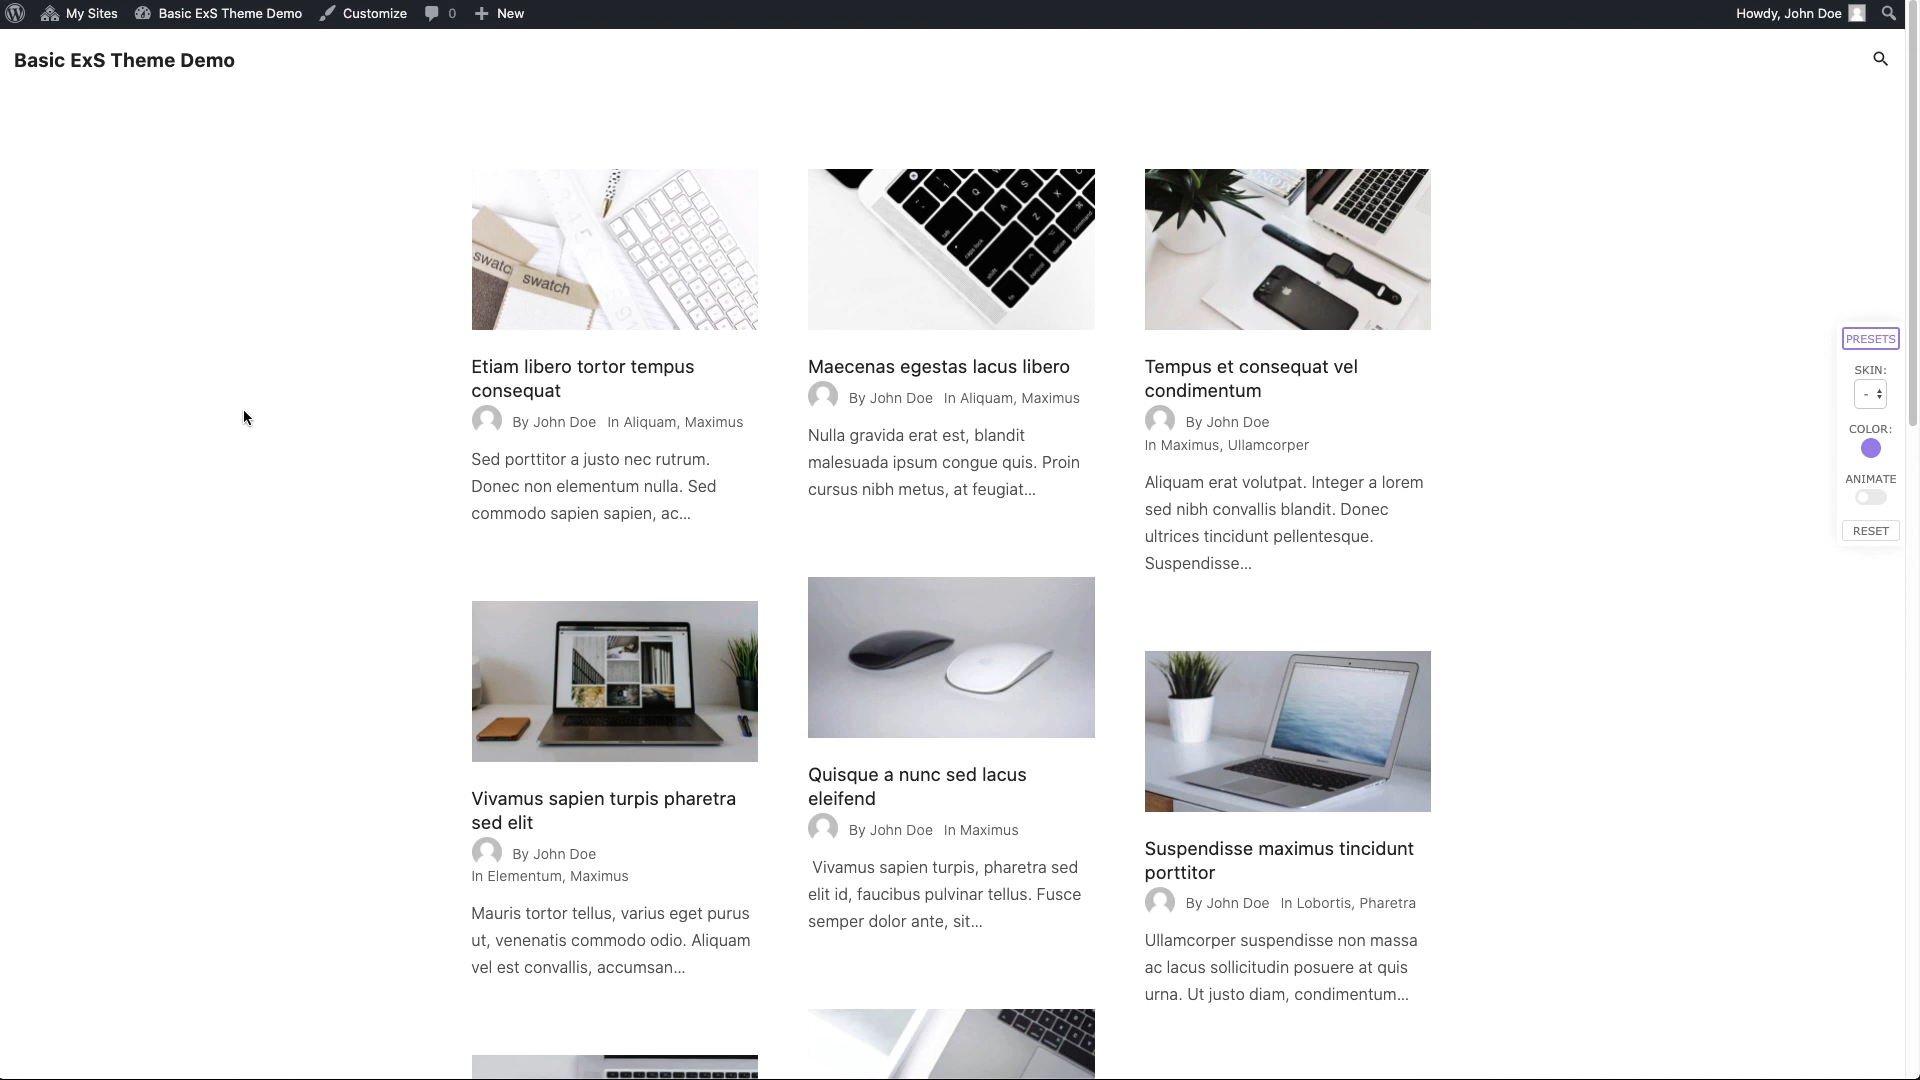 My Sites Basic ExS Theme Demo Customize 0 New Howdy, John Doe
Basic ExS Theme Demo
swatch
swatch
Etiam libero tortor tempus
consequat
By John Doe In Aliquam, Maximus
Sed porttitor a justo nec rutrum.
Donec non elementum nulla. Sed
commodo sapien sapien, ac...
Maecenas egestas lacus libero
By John Doe In Aliquam, Maximus
Nulla gravida erat est, blandit
malesuada ipsum congue quis. Proin
cursus nibh metus, at feugiat...
Tempus et consequat vel
condimentum
By John Doe
In Maximus, Ullamcorper
Aliquam erat volutpat. Integer a lorem
sed nibh convallis blandit. Donec
ultrices tincidunt pellentesque.
Suspendisse...
Vivamus sapien turpis pharetra
sed elit
By John Doe
In Elementum, Maximus
Mauris tortor tellus, varius eget purus
ut, venenatis commodo odio. Aliquam
vel est convallis, accumsan...
Quisque a nunc sed lacus
eleifend
By John Doe In Maximus
Vivamus sapien turpis, pharetra sed
elit id, faucibus pulvinar tellus. Fusce
semper dolor ante, sit...
Suspendisse maximus tincidunt
porttitor
By John Doe In Lobortis, Pharetra
Ullamcorper suspendisse non massa
ac lacus sollicitudin posuere at quis
urna. Ut justo diam, condimentum...
PRESETS
SKIN:
-
COLOR:
ANIMATE
RESET